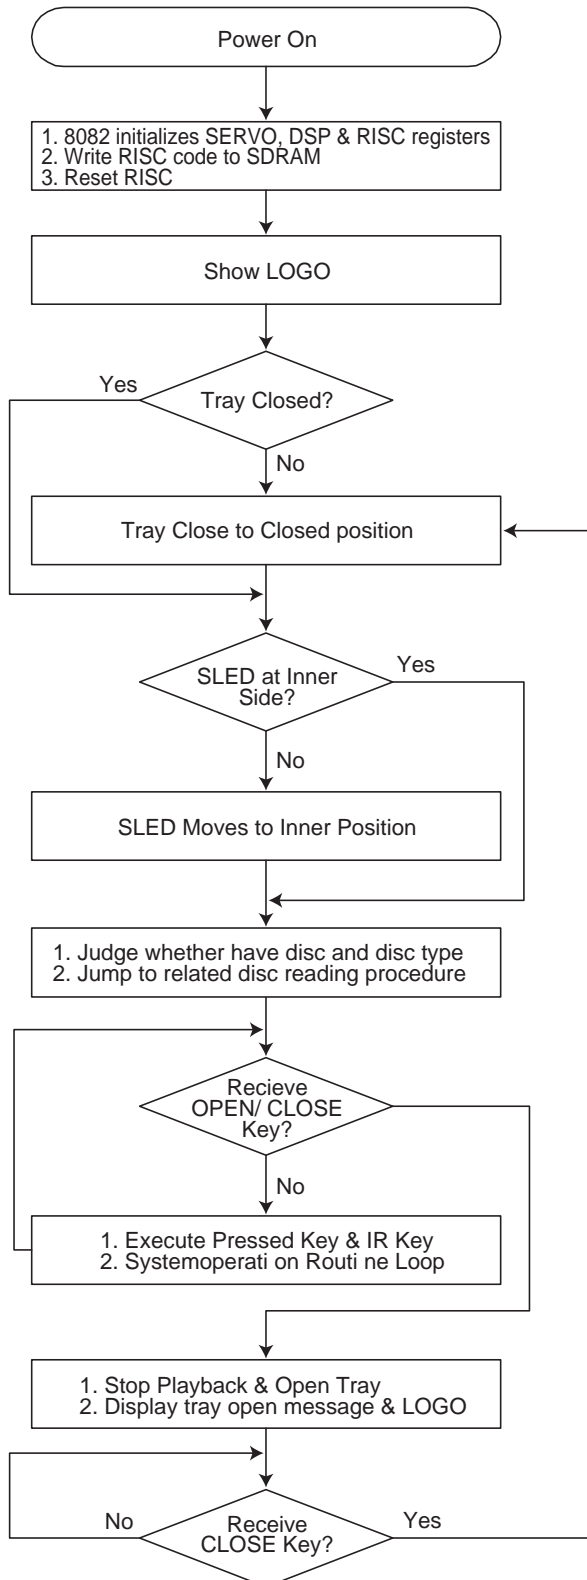 Power On
1. 8082 initializes SERVO, DSP & RISC registers
2. Write RISC code to SDRAM
3. Reset RISC
Show LOGO
Yes
Tray Closed?
No
Tray Close to Closed position
SLED at Inner
Side?
Yes
No
SLED Moves to Inner Position
1. Judge whether have disc and disc type
2. Jump to related disc reading procedure
Recieve
OPEN/ CLOSE
Key?
No
1. Execute Pressed Key & IR Key
2. Systemoperati on Routi ne Loop
1. Stop Playback & Open Tray
2. Display tray open message & LOGO
No
Receive
CLOSE Key?
Yes